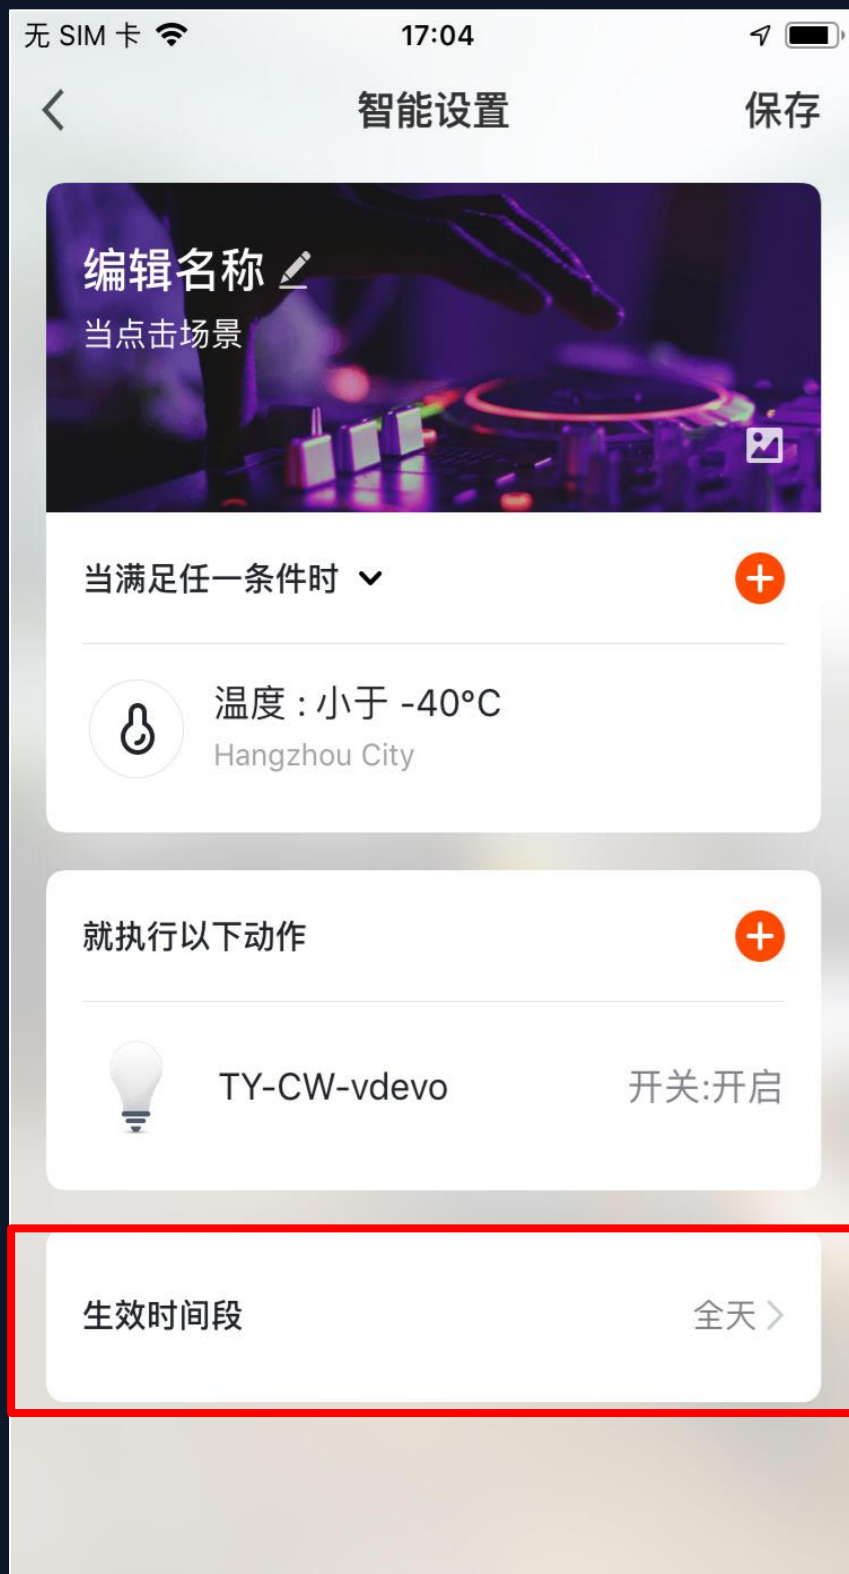 无 SIM 卡
17:04
智能设置
保存
编辑名称
当点击场景
当满足任一条件时
温度 : 小于 -40°C
Hangzhou City
就执行以下动作
TY-CW-vdevo
开关:开启
生效时间段
全天